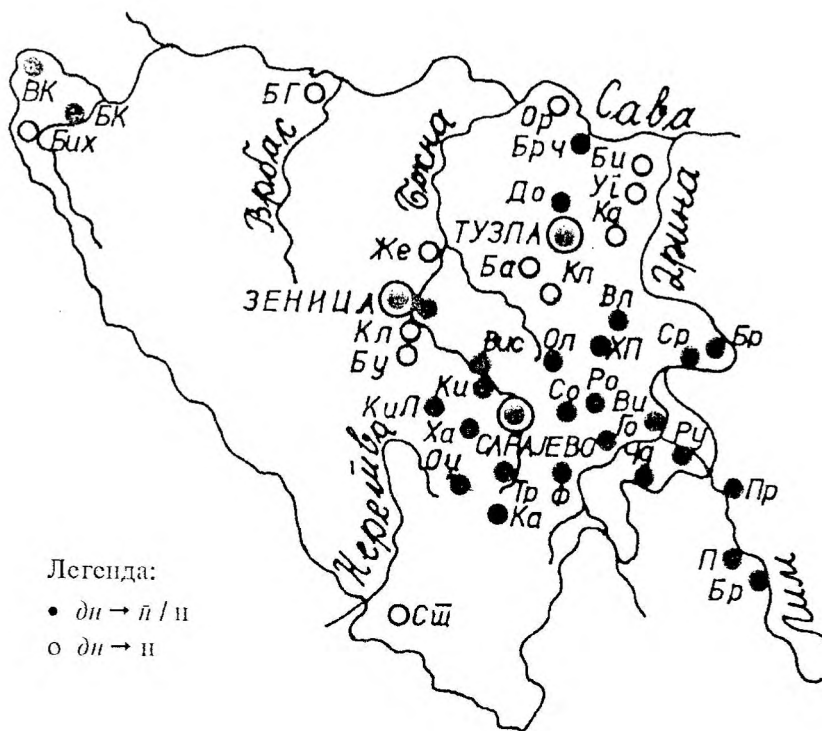 ВК
БК
Бих
БГ
Врбас
Босна
Ор
Сава
Брч
Би
Уї
До
Ка
ТУЗЛА
Дрина
Же
Ба
Кл
ЗЕНИЦА
Вл
Кл
Бу
Вис
Ол
ХП
Ср
Бр
Ки
КиЛ
Со
Ро
Ви
Ха
САРАЈЕВО
Го
Ча
Ру
Оц
Тр
Ф
Ка
Пр
Неретва
П
Бр
Лим
Ст̄
Легенда:
• дн → н̄ / н
○ дн → н